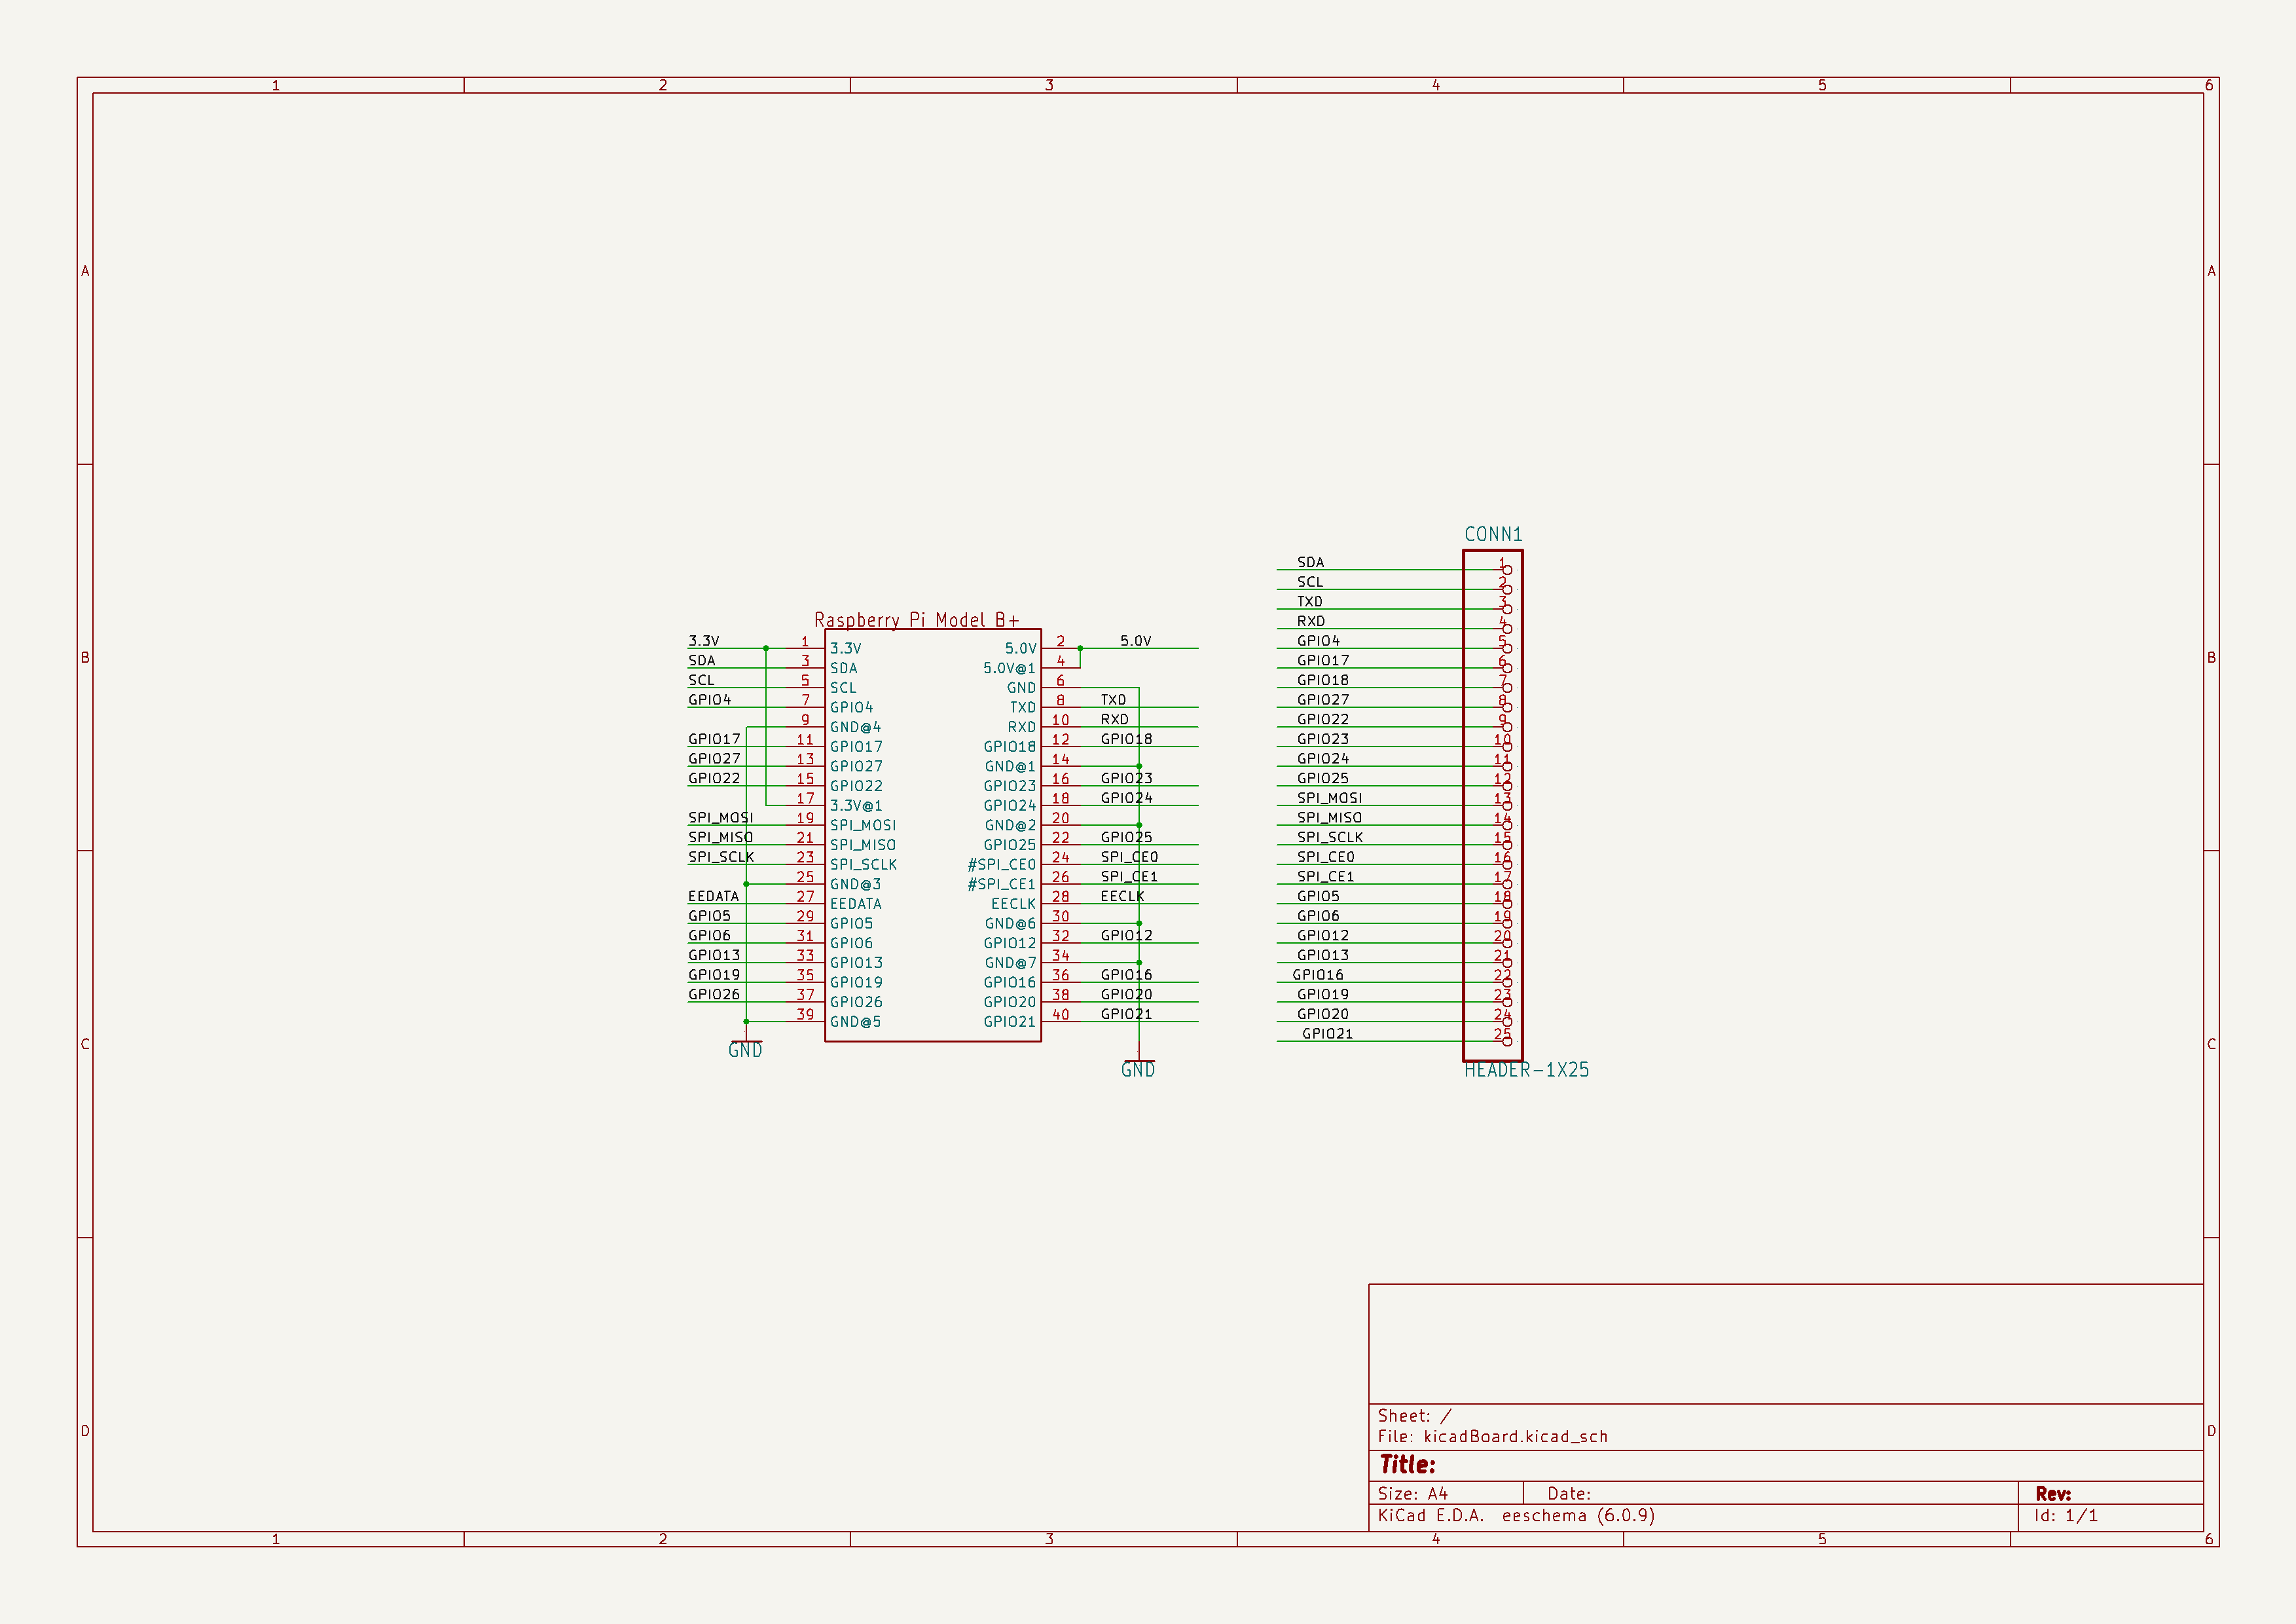 1 2 3 4 5 6
A A
B B
C C
D D
CONN1
SDA 1
SCL 2
TXD 3
RXD 4
GPIO4 5
GPIO17 6
GPIO18 7
GPIO27 8
GPIO22 9
GPIO23 10
GPIO24 11
GPIO25 12
SPI_MOSI 13
SPI_MISO 14
SPI_SCLK 15
SPI_CE0 16
SPI_CE1 17
GPIO5 18
GPIO6 19
GPIO12 20
GPIO13 21
GPIO16 22
GPIO19 23
GPIO20 24
GPIO21 25
HEADER-1X25
Raspberry Pi Model B+
3.3V 1 3.3V 5.0V 2 5.0V
SDA 3 SDA 5.0V@1 4
SCL 5 SCL GND 6
GPIO4 7 GPIO4 TXD 8 TXD
9 GND@4 RXD 10 RXD
GPIO17 11 GPIO17 GPIO18 12 GPIO18
GPIO27 13 GPIO27 GND@1 14
GPIO22 15 GPIO22 GPIO23 16 GPIO23
17 3.3V@1 GPIO24 18 GPIO24
SPI_MOSI 19 SPI_MOSI GND@2 20
SPI_MISO 21 SPI_MISO GPIO25 22 GPIO25
SPI_SCLK 23 SPI_SCLK #SPI_CE0 24 SPI_CE0
25 GND@3 #SPI_CE1 26 SPI_CE1
EEDATA 27 EEDATA EECLK 28 EECLK
GPIO5 29 GPIO5 GND@6 30
GPIO6 31 GPIO6 GPIO12 32 GPIO12
GPIO13 33 GPIO13 GND@7 34
GPIO19 35 GPIO19 GPIO16 36 GPIO16
GPIO26 37 GPIO26 GPIO20 38 GPIO20
39 GND@5 GPIO21 40 GPIO21
GND
GND
Sheet: /
File: kicadBoard.kicad_sch
Title:
Size: A4 Date: Rev:
KiCad E.D.A. eeschema (6.0.9) Id: 1/1
1 2 3 4 5 6